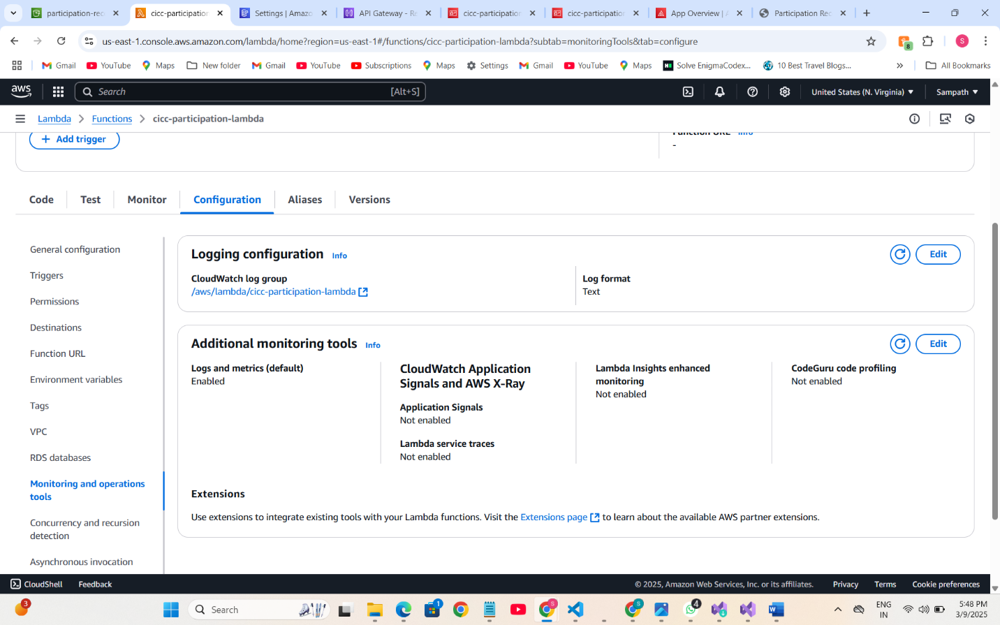 participation-rec
cicc-participation
Settings | Amazo
API Gateway - Re
cicc-participation
cicc-participation
App Overview | A
Participation Rec
us-east-1.console.aws.amazon.com/lambda/home?region=us-east-1#/functions/cicc-participation-lambda?subtab=monitoringTools&tab=configure
8
S
Gmail
YouTube
Maps
New folder
Gmail
YouTube
Subscriptions
Maps
Settings
Gmail
YouTube
Maps
Solve EnigmaCodex...
10 Best Travel Blogs...
All Bookmarks
aws
Search
[Alt+S]
United States (N. Virginia)
Sampath
Lambda
Functions
cicc-participation-lambda
Add trigger
Function URL Info
-
Code
Test
Monitor
Configuration
Aliases
Versions
General configuration
Triggers
Permissions
Destinations
Function URL
Environment variables
Tags
VPC
RDS databases
Monitoring and operations
tools
Concurrency and recursion
detection
Asynchronous invocation
Logging configuration Info
Edit
CloudWatch log group
/aws/lambda/cicc-participation-lambda
Log format
Text
Additional monitoring tools Info
Edit
Logs and metrics (default)
Enabled
CloudWatch Application
Signals and AWS X-Ray
Application Signals
Not enabled
Lambda service traces
Not enabled
Lambda Insights enhanced
monitoring
Not enabled
CodeGuru code profiling
Not enabled
Extensions
Use extensions to integrate existing tools with your Lambda functions. Visit the Extensions page to learn about the available AWS partner extensions.
CloudShell
Feedback
© 2025, Amazon Web Services, Inc. or its affiliates.
Privacy
Terms
Cookie preferences
3
Search
1
S
S
4
ENG
IN
5:48 PM
3/9/2025